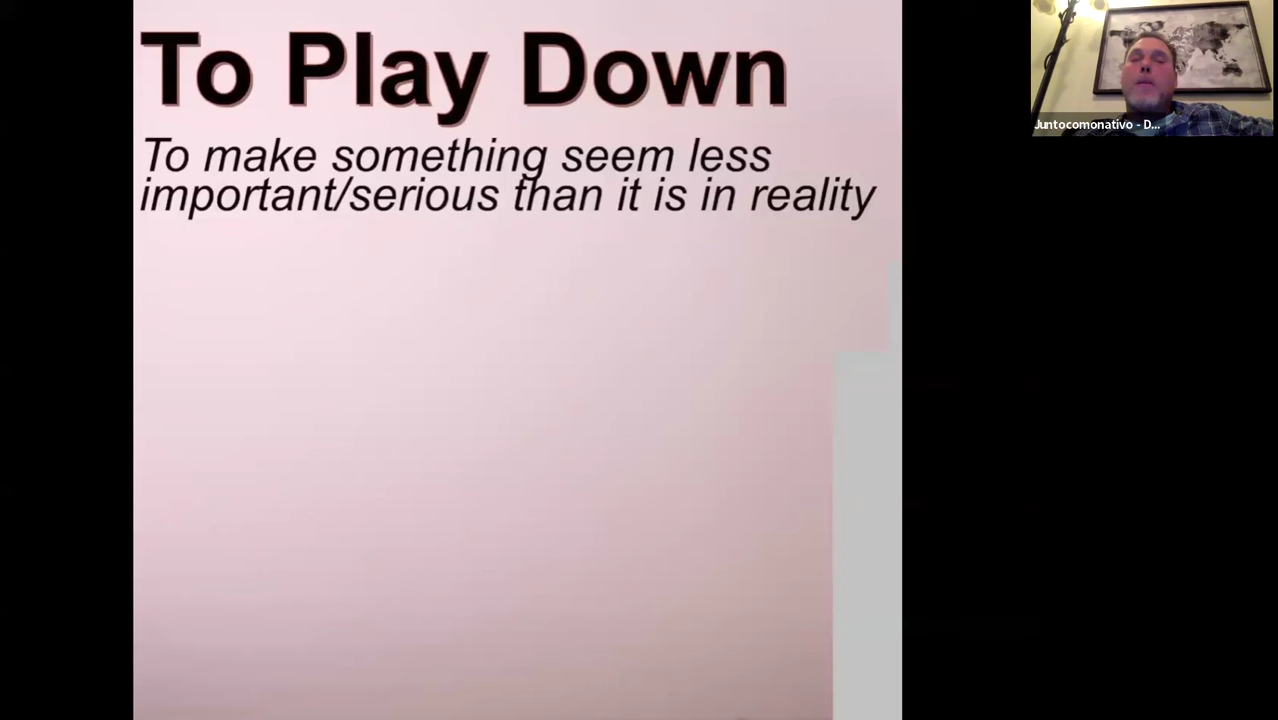 To Play Down
To make something seem less
important/serious than it is in reality
Juntocomonativo - D...